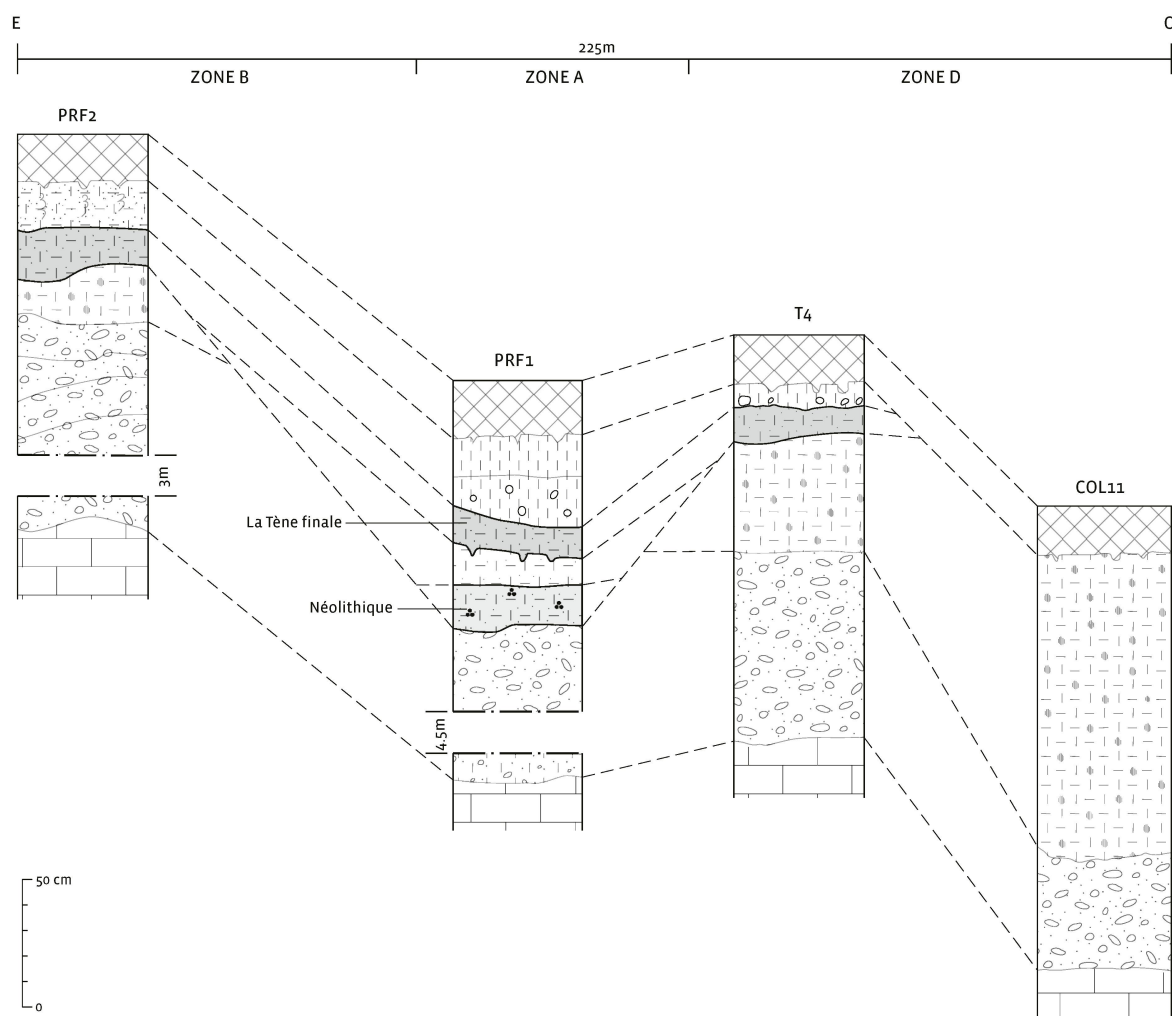 E
225m
ZONE B ZONE A ZONE D
PRF2
T4
PRF1
3m
COL11
La Tène finale
Néolithique
4.5m
50 cm
0